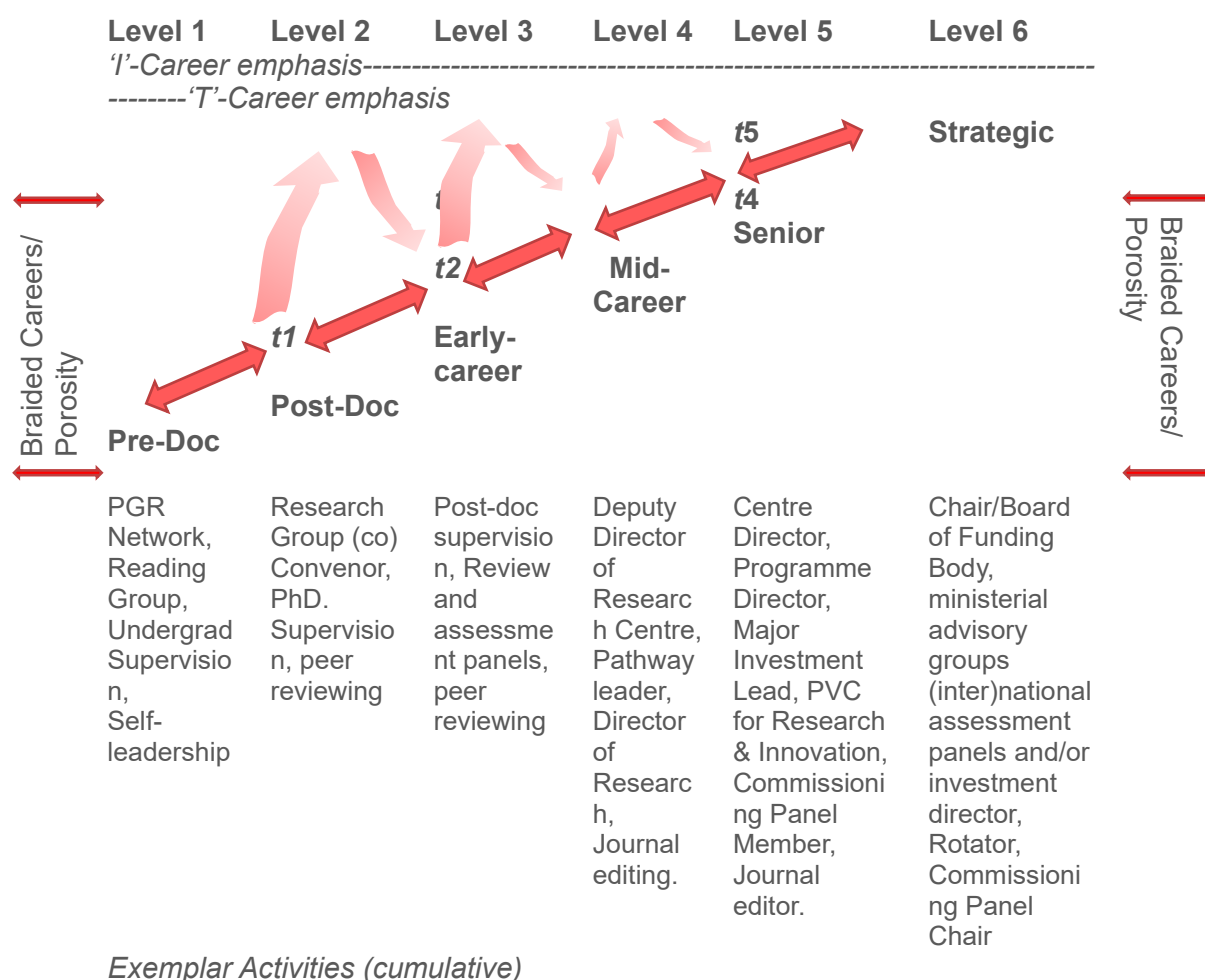 Level 1 Level 2 Level 3 Level 4 Level 5 Level 6
‘I’-Career emphasis---------------------------------------------------------------------------
--------‘T’-Career emphasis
t5
Strategic
t
t4
Senior
t2
Mid-
Career
t1
Early-
career
Post-Doc
Pre-Doc
Braided Careers/
Porosity
Braided Careers/
Porosity
PGR
Network,
Reading
Group,
Undergrad
Supervisio
n,
Self-
leadership
Research
Group (co)
Convenor,
PhD.
Supervisio
n, peer
reviewing
Post-doc
supervisio
n, Review
and
assessme
nt panels,
peer
reviewing
Deputy
Director
of
Researc
h Centre,
Pathway
leader,
Director
of
Researc
h,
Journal
editing.
Centre
Director,
Programme
Director,
Major
Investment
Lead, PVC
for Research
& Innovation,
Commissioni
ng Panel
Member,
Journal
editor.
Chair/Board
of Funding
Body,
ministerial
advisory
groups
(inter)national
assessment
panels and/or
investment
director,
Rotator,
Commissioni
ng Panel
Chair
Exemplar Activities (cumulative)